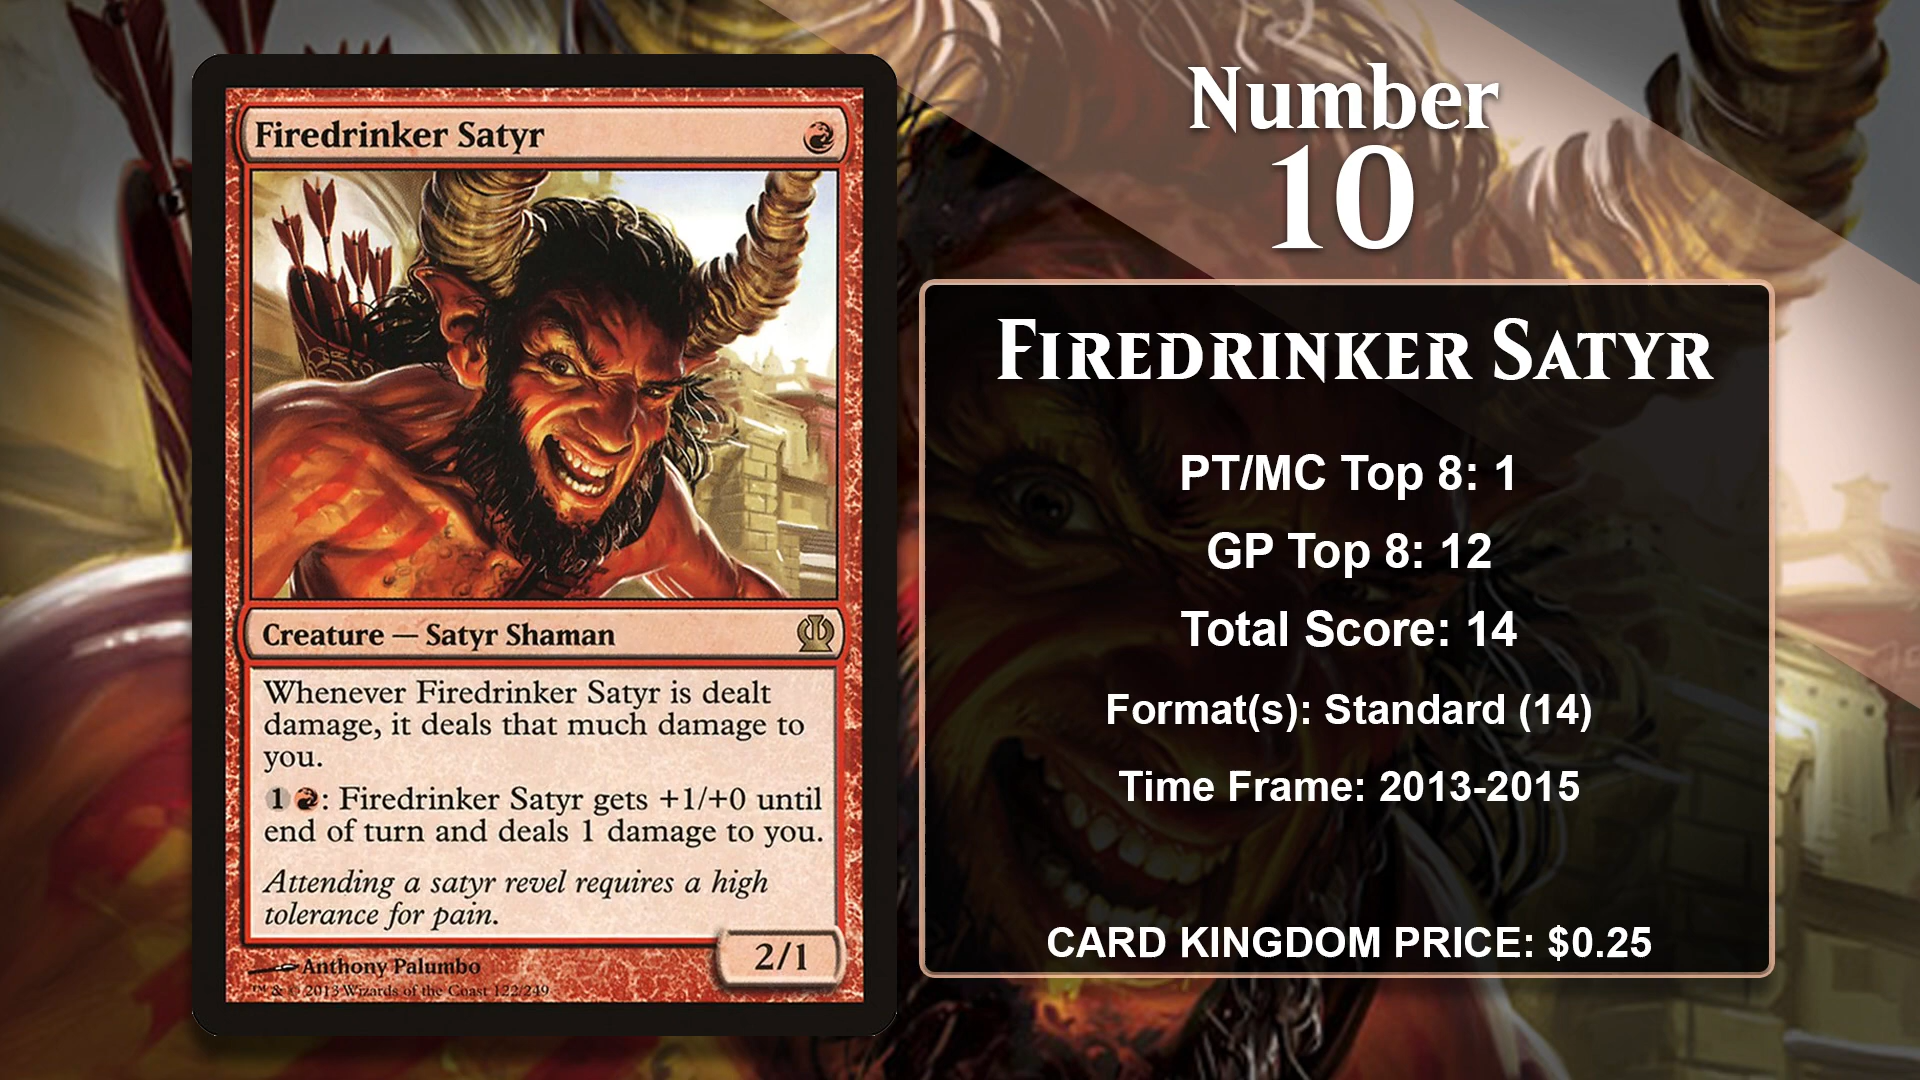 Firedrinker Satyr
Creature — Satyr Shaman
Whenever Firedrinker Satyr is dealt
damage, it deals that much damage to
you.
1 : Firedrinker Satyr gets +1/+0 until
end of turn and deals 1 damage to you.
Attending a satyr revel requires a high
tolerance for pain.
2/1
Anthony Palumbo
™ & © 2013 Wizards of the Coast 122/249
Number
10
FIREDRINKER SATYR
PT/MC Top 8: 1
GP Top 8: 12
Total Score: 14
Format(s): Standard (14)
Time Frame: 2013-2015
CARD KINGDOM PRICE: $0.25